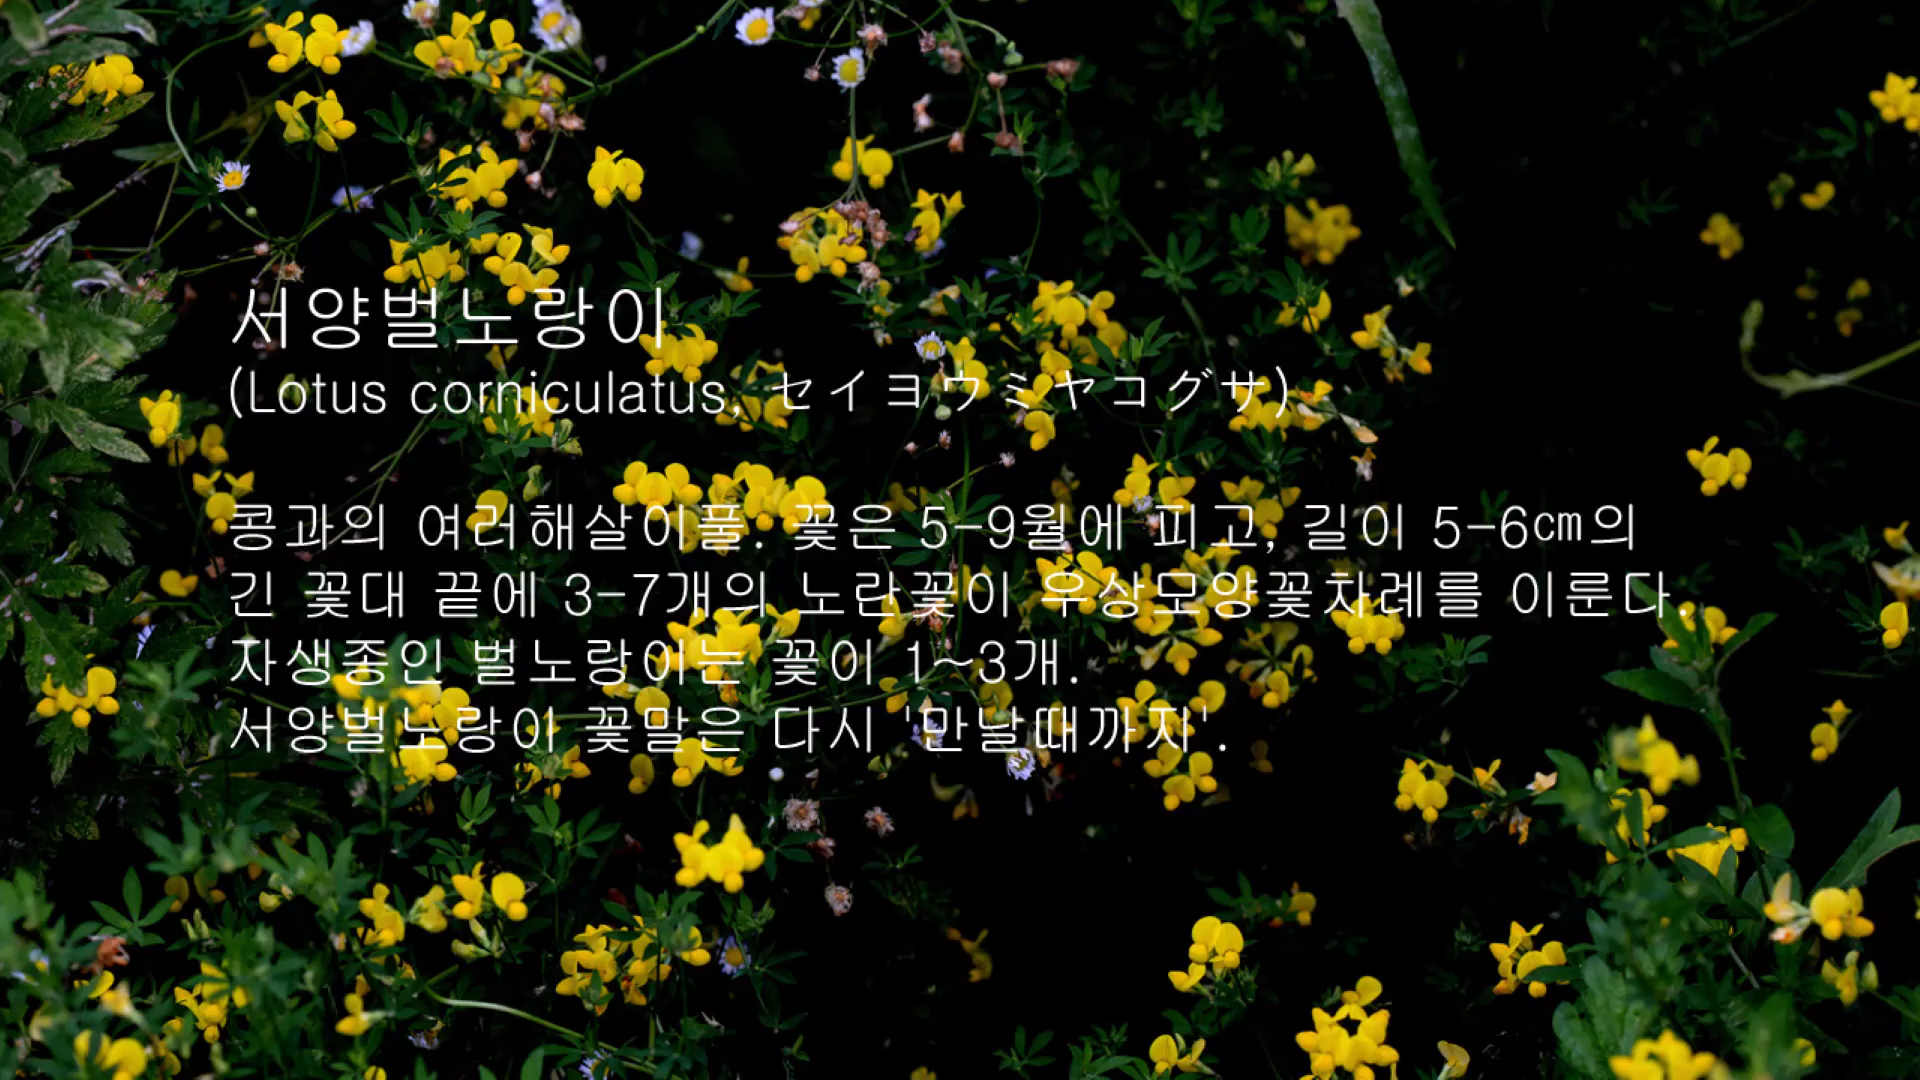 서양벌노랑이
(Lotus corniculatus, セイヨウミヤコグサ)
콩과의 여러해살이풀. 꽃은 5-9월에 피고, 길이 5-6㎝의
긴 꽃대 끝에 3-7개의 노란꽃이 우상모양꽃차례를 이룬다.
자생종인 벌노랑이는 꽃이 1~3개.
서양벌노랑이 꽃말은 다시 '만날때까지'.